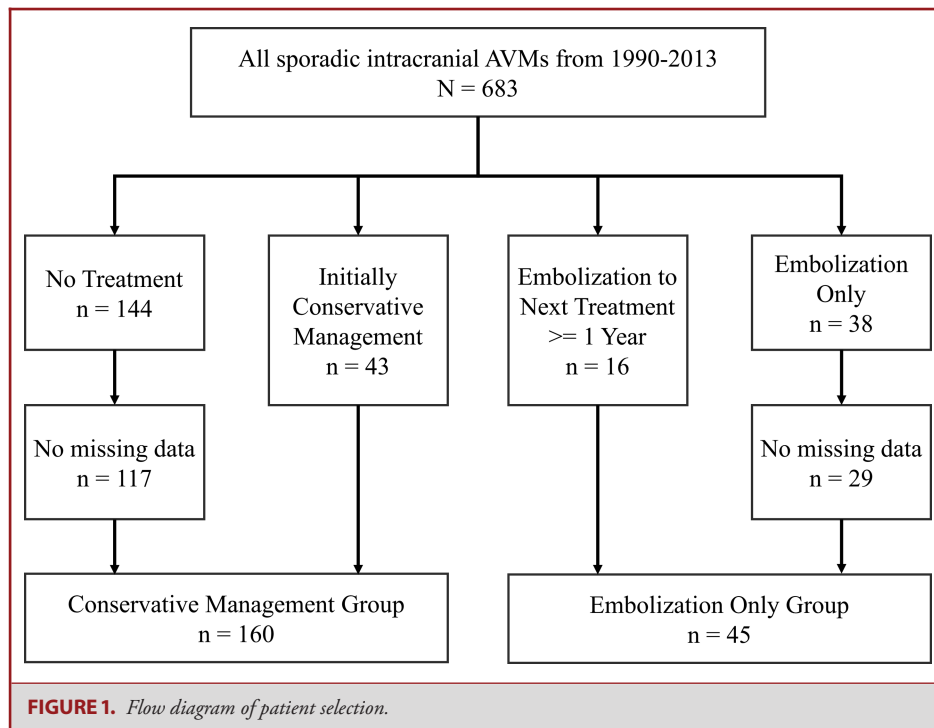 All sporadic intracranial AVMs from 1990-2013
N = 683
No Treatment
n = 144
Initially
Conservative
Management
n = 43
Embolization to
Next Treatment
>= 1 Year
n = 16
Embolization
Only
n = 38
No missing data
n = 117
No missing data
n = 29
Conservative Management Group
n = 160
Embolization Only Group
n = 45
FIGURE 1. Flow diagram of patient selection.